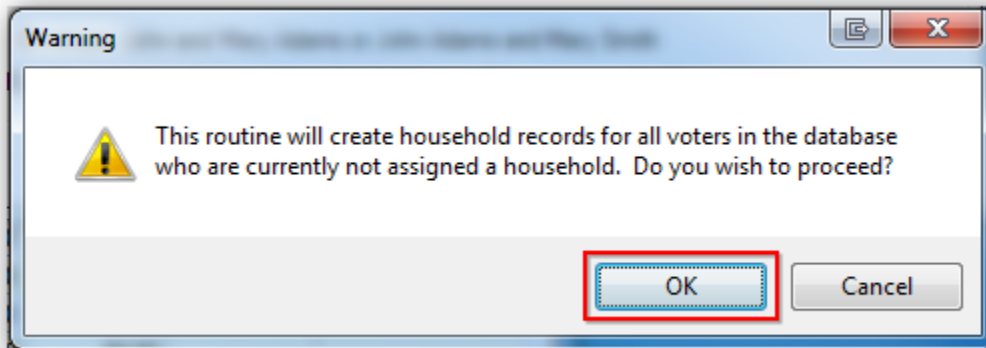 Warning
This routine will create household records for all voters in the database
who are currently not assigned a household.  Do you wish to proceed?
OK
Cancel